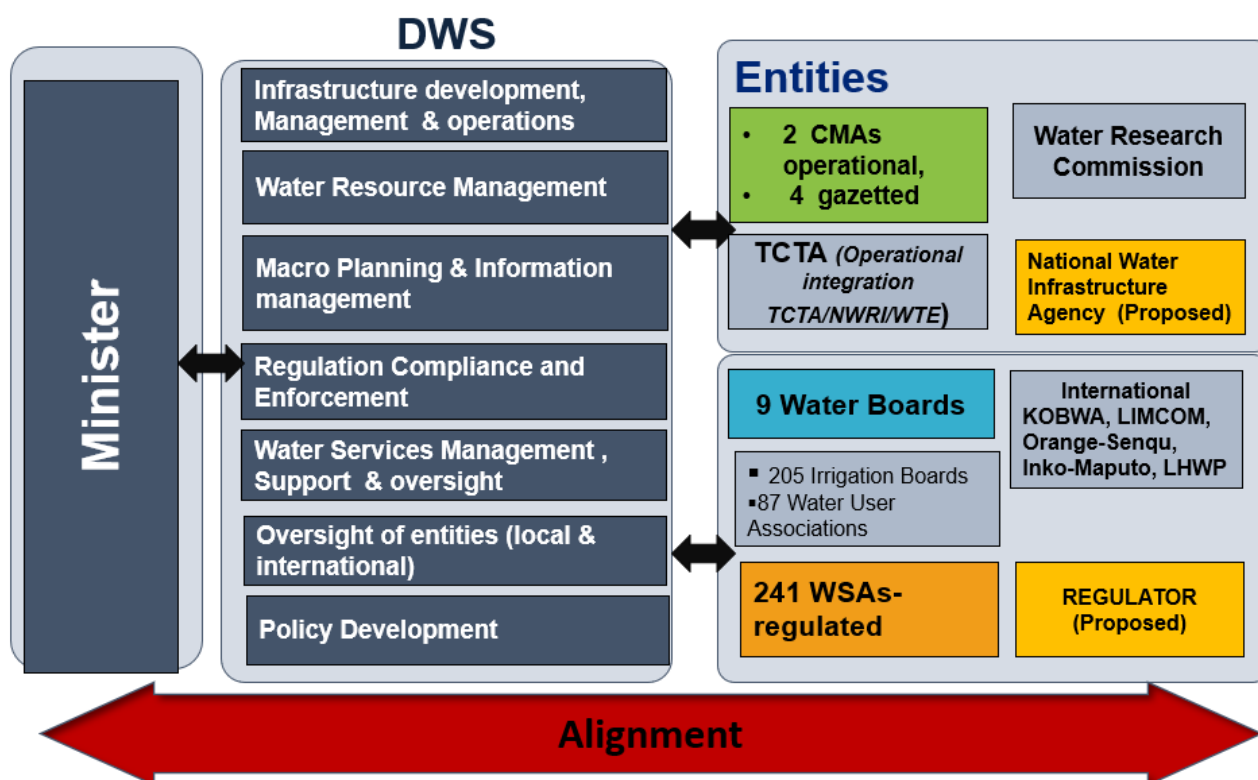 DWS
Minister
Infrastructure development,
Management & operations
Water Resource Management
Macro Planning & Information
management
Regulation Compliance and
Enforcement
Water Services Management ,
Support & oversight
Oversight of entities (local &
international)
Policy Development
Entities
• 2 CMAs
operational,
• 4 gazetted
Water Research
Commission
TCTA (Operational
integration
TCTA/NWRI/WTE)
National Water
Infrastructure
Agency (Proposed)
9 Water Boards
International
KOBWA, LIMCOM,
Orange-Senqu,
Inko-Maputo, LHWP
▪ 205 Irrigation Boards
▪87 Water User
Associations
241 WSAs-
regulated
REGULATOR
(Proposed)
Alignment